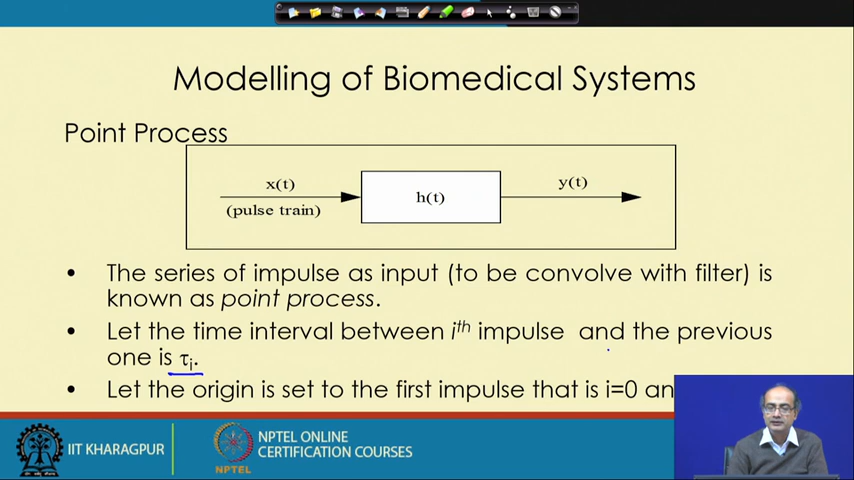 Modelling of Biomedical Systems
Point Process
x(t)
(pulse train)
h(t)
y(t)
• The series of impulse as input (to be convolve with filter) is
known as point process.
• Let the time interval between ith impulse and the previous
one is τi.
• Let the origin is set to the first impulse that is i=0 an
IIT KHARAGPUR
NPTEL
NPTEL ONLINE
CERTIFICATION COURSES